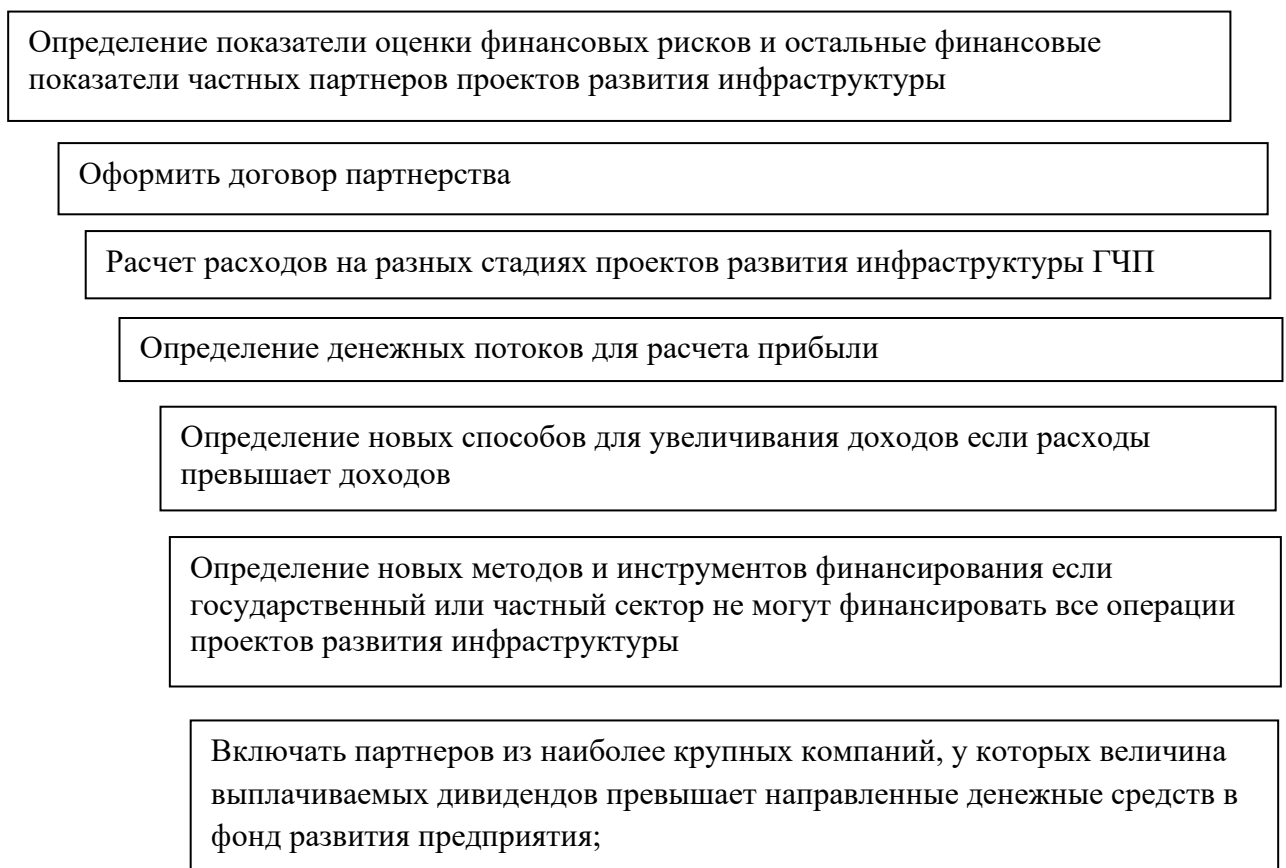 Определение показатели оценки финансовых рисков и остальные финансовые
показатели частных партнеров проектов развития инфраструктуры
Оформить договор партнерства
Расчет расходов на разных стадиях проектов развития инфраструктуры ГЧП
Определение денежных потоков для расчета прибыли
Определение новых способов для увеличивания доходов если расходы
превышает доходов
Определение новых методов и инструментов финансирования если
государственный или частный сектор не могут финансировать все операции
проектов развития инфраструктуры
Включать партнеров из наиболее крупных компаний, у которых величина
выплачиваемых дивидендов превышает направленные денежные средств в
фонд развития предприятия;